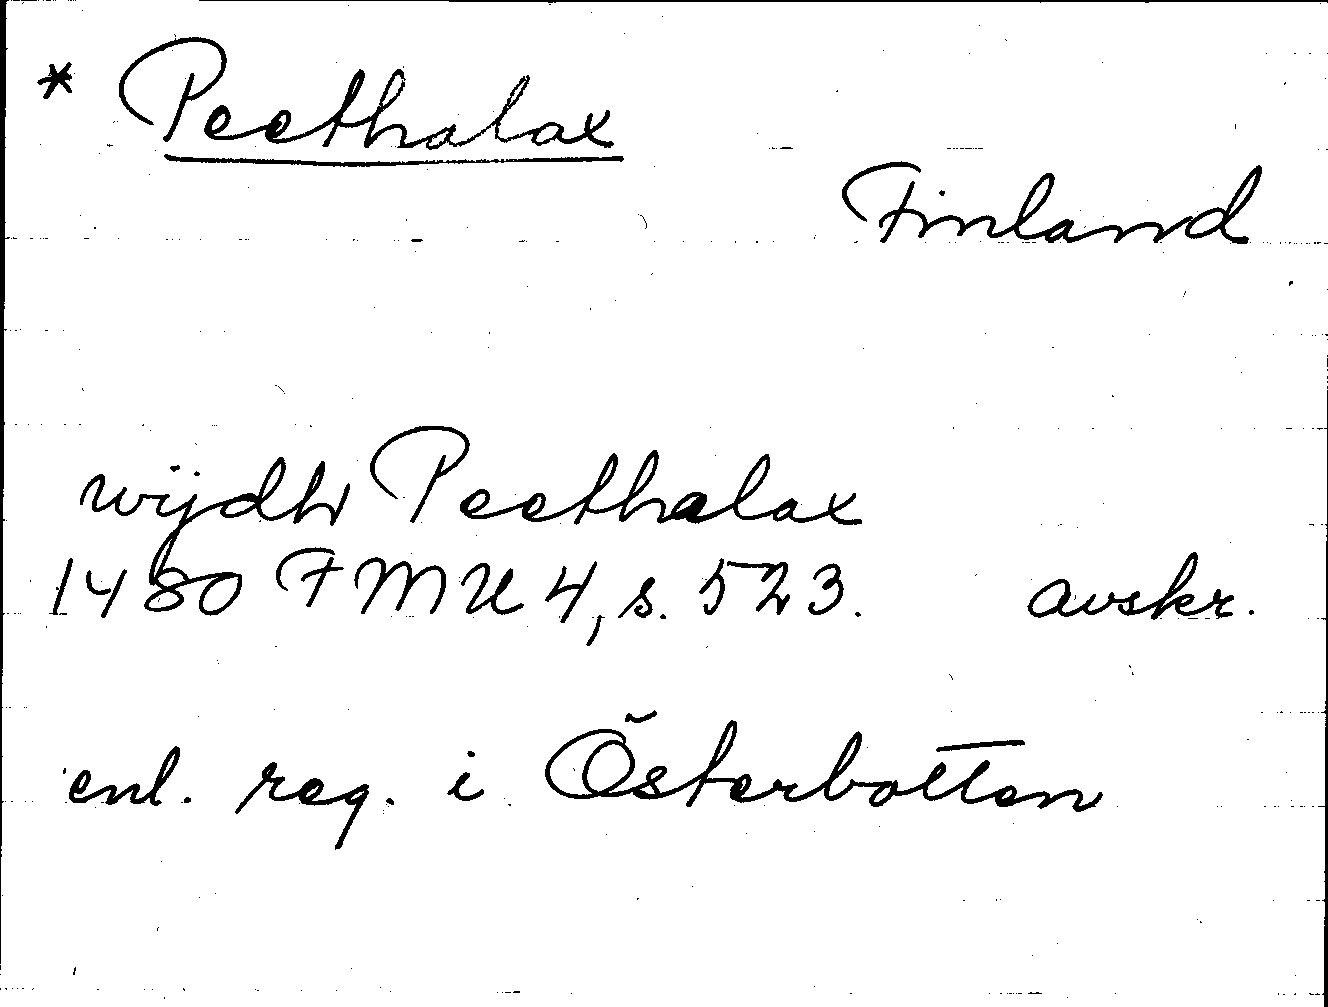 * Peethalax
Finland
wijdh Peethalax
1480 FMU 4, s. 523. avskr.
enl. reg. i Österbotten